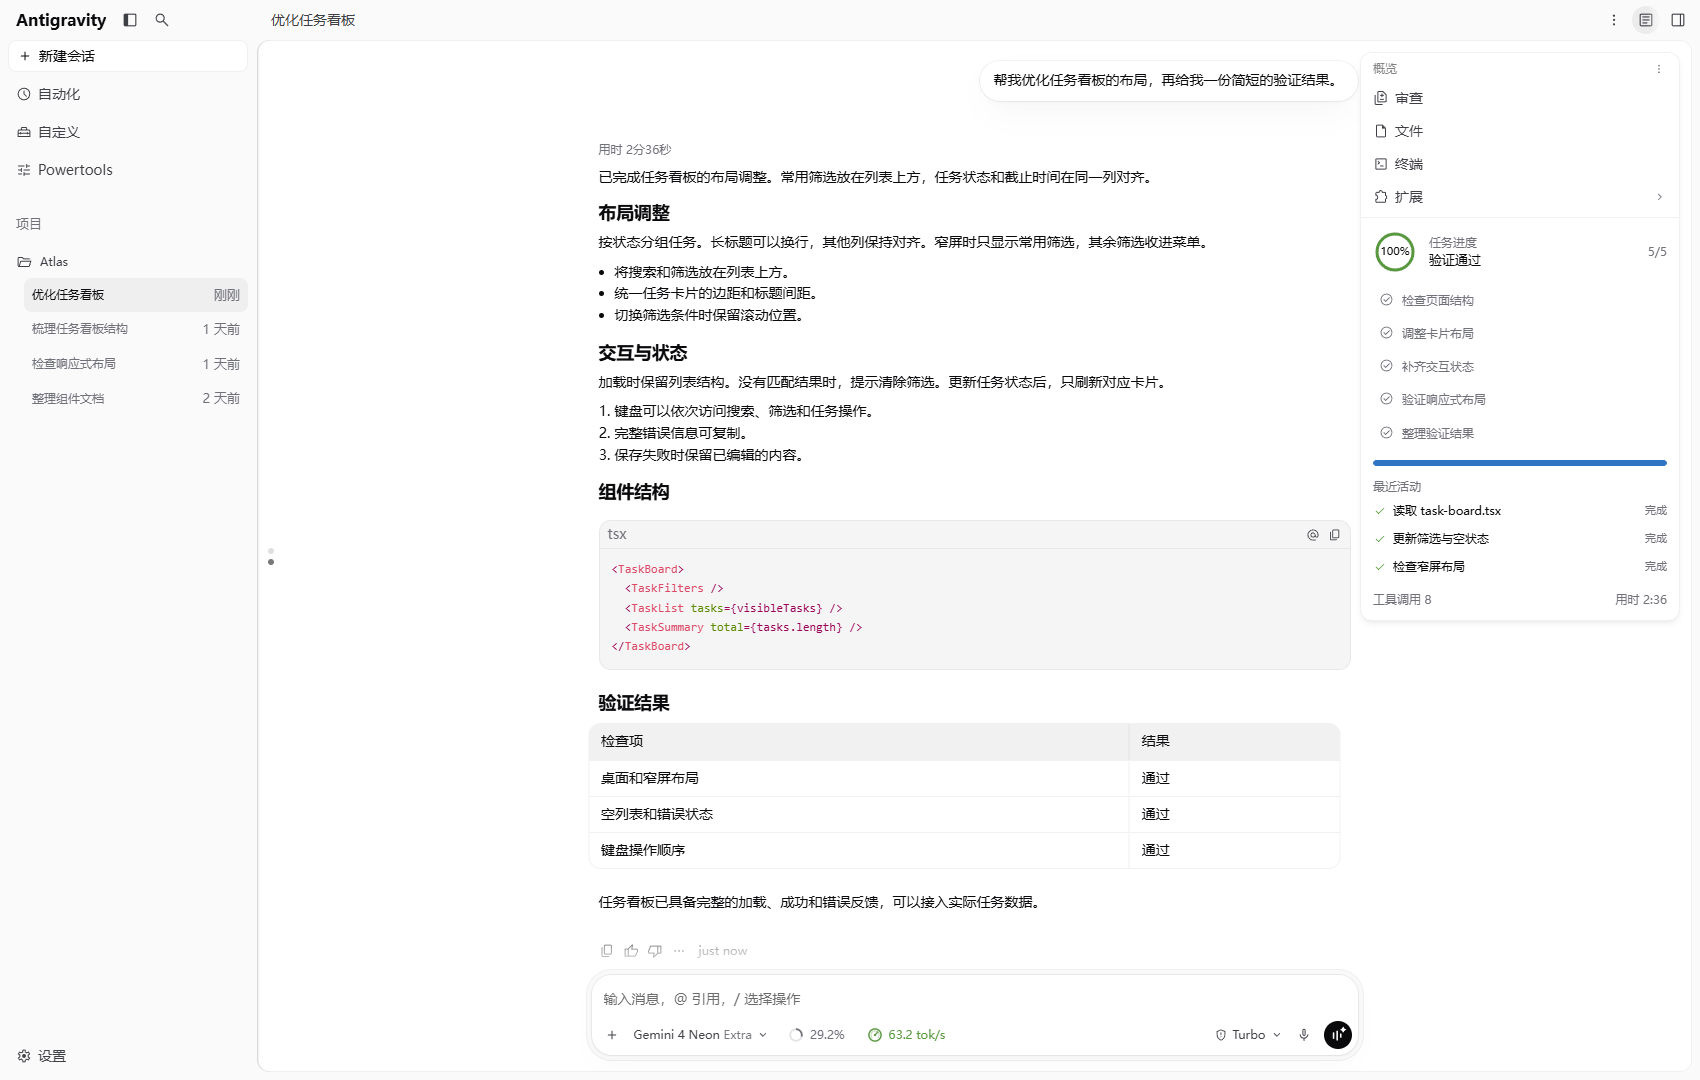 Antigravity
新建会话
自动化
自定义
Powertools
项目
Atlas
优化任务看板 刚刚
梳理任务看板结构 1 天前
检查响应式布局 1 天前
整理组件文档 2 天前
设置
优化任务看板
帮我优化任务看板的布局，再给我一份简短的验证结果。
用时 2分36秒
已完成任务看板的布局调整。常用筛选放在列表上方，任务状态和截止时间在同一列对齐。
布局调整
按状态分组任务。长标题可以换行，其他列保持对齐。窄屏时只显示常用筛选，其余筛选收进菜单。
将搜索和筛选放在列表上方。
统一任务卡片的边距和标题间距。
切换筛选条件时保留滚动位置。
交互与状态
加载时保留列表结构。没有匹配结果时，提示清除筛选。更新任务状态后，只刷新对应卡片。
1. 键盘可以依次访问搜索、筛选和任务操作。
2. 完整错误信息可复制。
3. 保存失败时保留已编辑的内容。
组件结构
tsx
<TaskBoard>
<TaskFilters />
<TaskList tasks={visibleTasks} />
<TaskSummary total={tasks.length} />
</TaskBoard>
验证结果
检查项 结果
桌面和窄屏布局 通过
空列表和错误状态 通过
键盘操作顺序 通过
任务看板已具备完整的加载、成功和错误反馈，可以接入实际任务数据。
just now
输入消息，@ 引用，/ 选择操作
Gemini 4 Neon Extra 29.2% 63.2 tok/s Turbo
概览
审查
文件
终端
扩展
100%
任务进度
验证通过
5/5
检查页面结构
调整卡片布局
补齐交互状态
验证响应式布局
整理验证结果
最近活动
读取 task-board.tsx 完成
更新筛选与空状态 完成
检查窄屏布局 完成
工具调用 8 用时 2:36